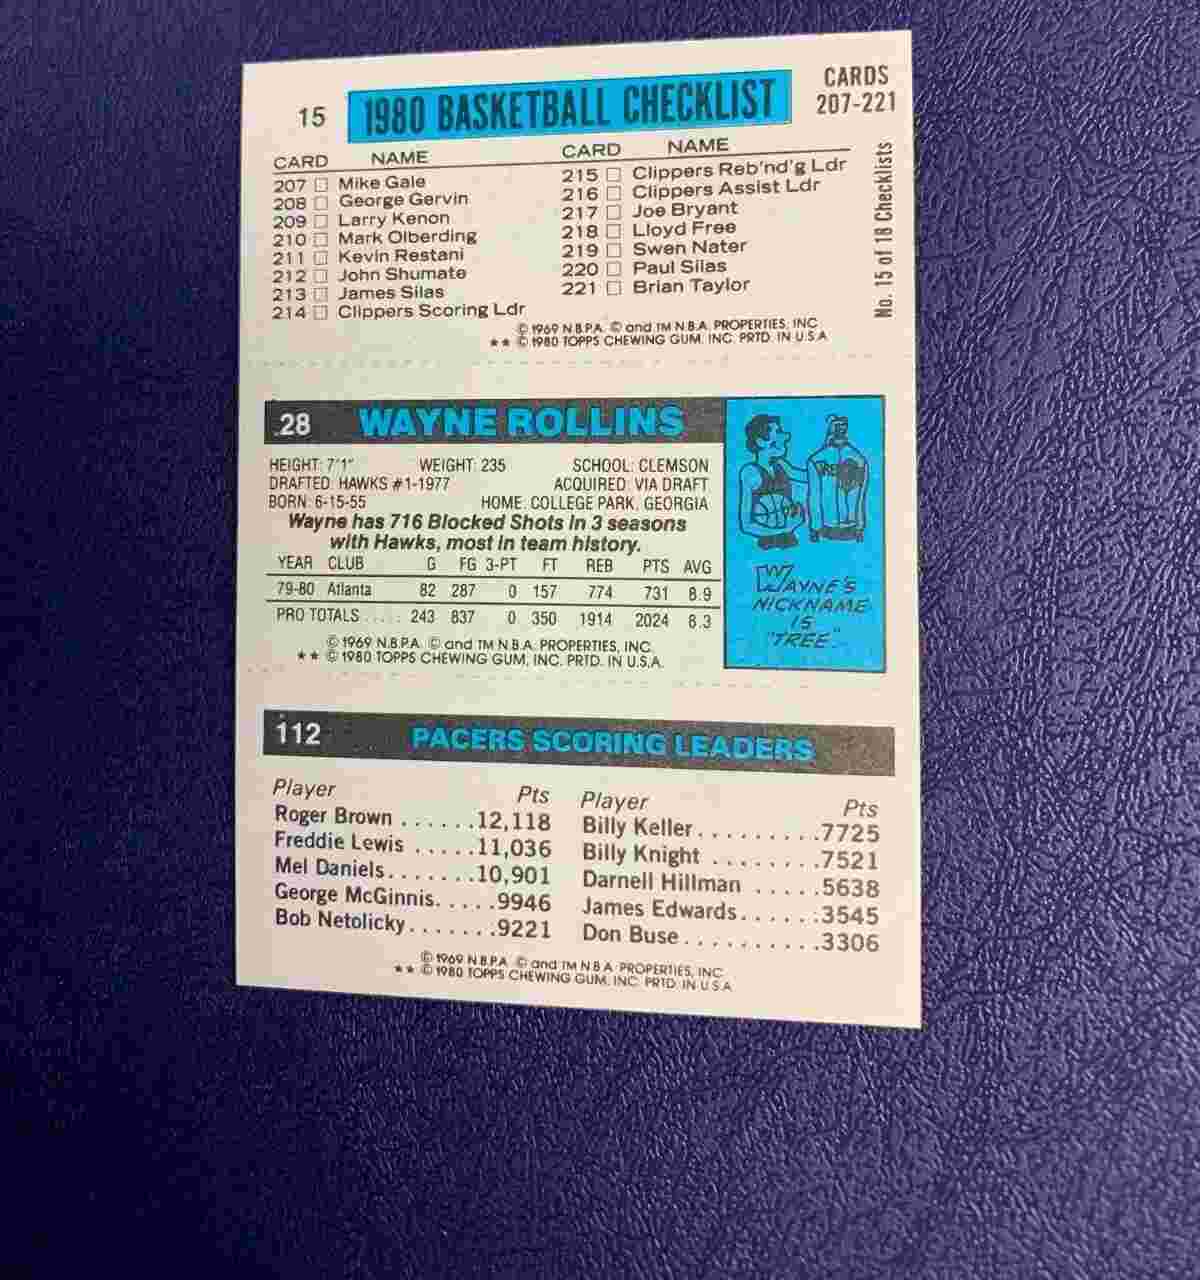 15 1980 BASKETBALL CHECKLIST CARDS 207-221
CARD NAME
207 Mike Gale
208 George Gervin
209 Larry Kenon
210 Mark Olberding
211 Kevin Restani
212 John Shumate
213 James Silas
214 Clippers Scoring Ldr
CARD NAME
215 Clippers Reb'nd'g Ldr
216 Clippers Assist Ldr
217 Joe Bryant
218 Lloyd Free
219 Swen Nater
220 Paul Silas
221 Brian Taylor
No. 15 of 18 Checklists
© 1969 N.B.P.A. © and TM N.B.A. PROPERTIES, INC.
★★ © 1980 TOPPS CHEWING GUM, INC. PRTD. IN U.S.A.
28 WAYNE ROLLINS
HEIGHT: 7'1" WEIGHT: 235 SCHOOL: CLEMSON
DRAFTED: HAWKS #1-1977 ACQUIRED: VIA DRAFT
BORN: 6-15-55 HOME: COLLEGE PARK, GEORGIA
Wayne has 716 Blocked Shots in 3 seasons
with Hawks, most in team history.
YEAR CLUB G FG 3-PT FT REB PTS AVG
79-80 Atlanta 82 287 0 157 774 731 8.9
PRO TOTALS ..... 243 837 0 350 1914 2024 8.3
© 1969 N.B.P.A. © and TM N.B.A. PROPERTIES, INC.
★★ © 1980 TOPPS CHEWING GUM, INC. PRTD. IN U.S.A.
TREE
WAYNE'S
NICKNAME
IS
"TREE."
112 PACERS SCORING LEADERS
Player Pts
Roger Brown ......12,118
Freddie Lewis .....11,036
Mel Daniels.......10,901
George McGinnis.....9946
Bob Netolicky.......9221
Player Pts
Billy Keller.........7725
Billy Knight ........7521
Darnell Hillman .....5638
James Edwards......3545
Don Buse..........3306
© 1969 N.B.P.A. © and TM N.B.A. PROPERTIES, INC.
★★ © 1980 TOPPS CHEWING GUM, INC. PRTD. IN U.S.A.